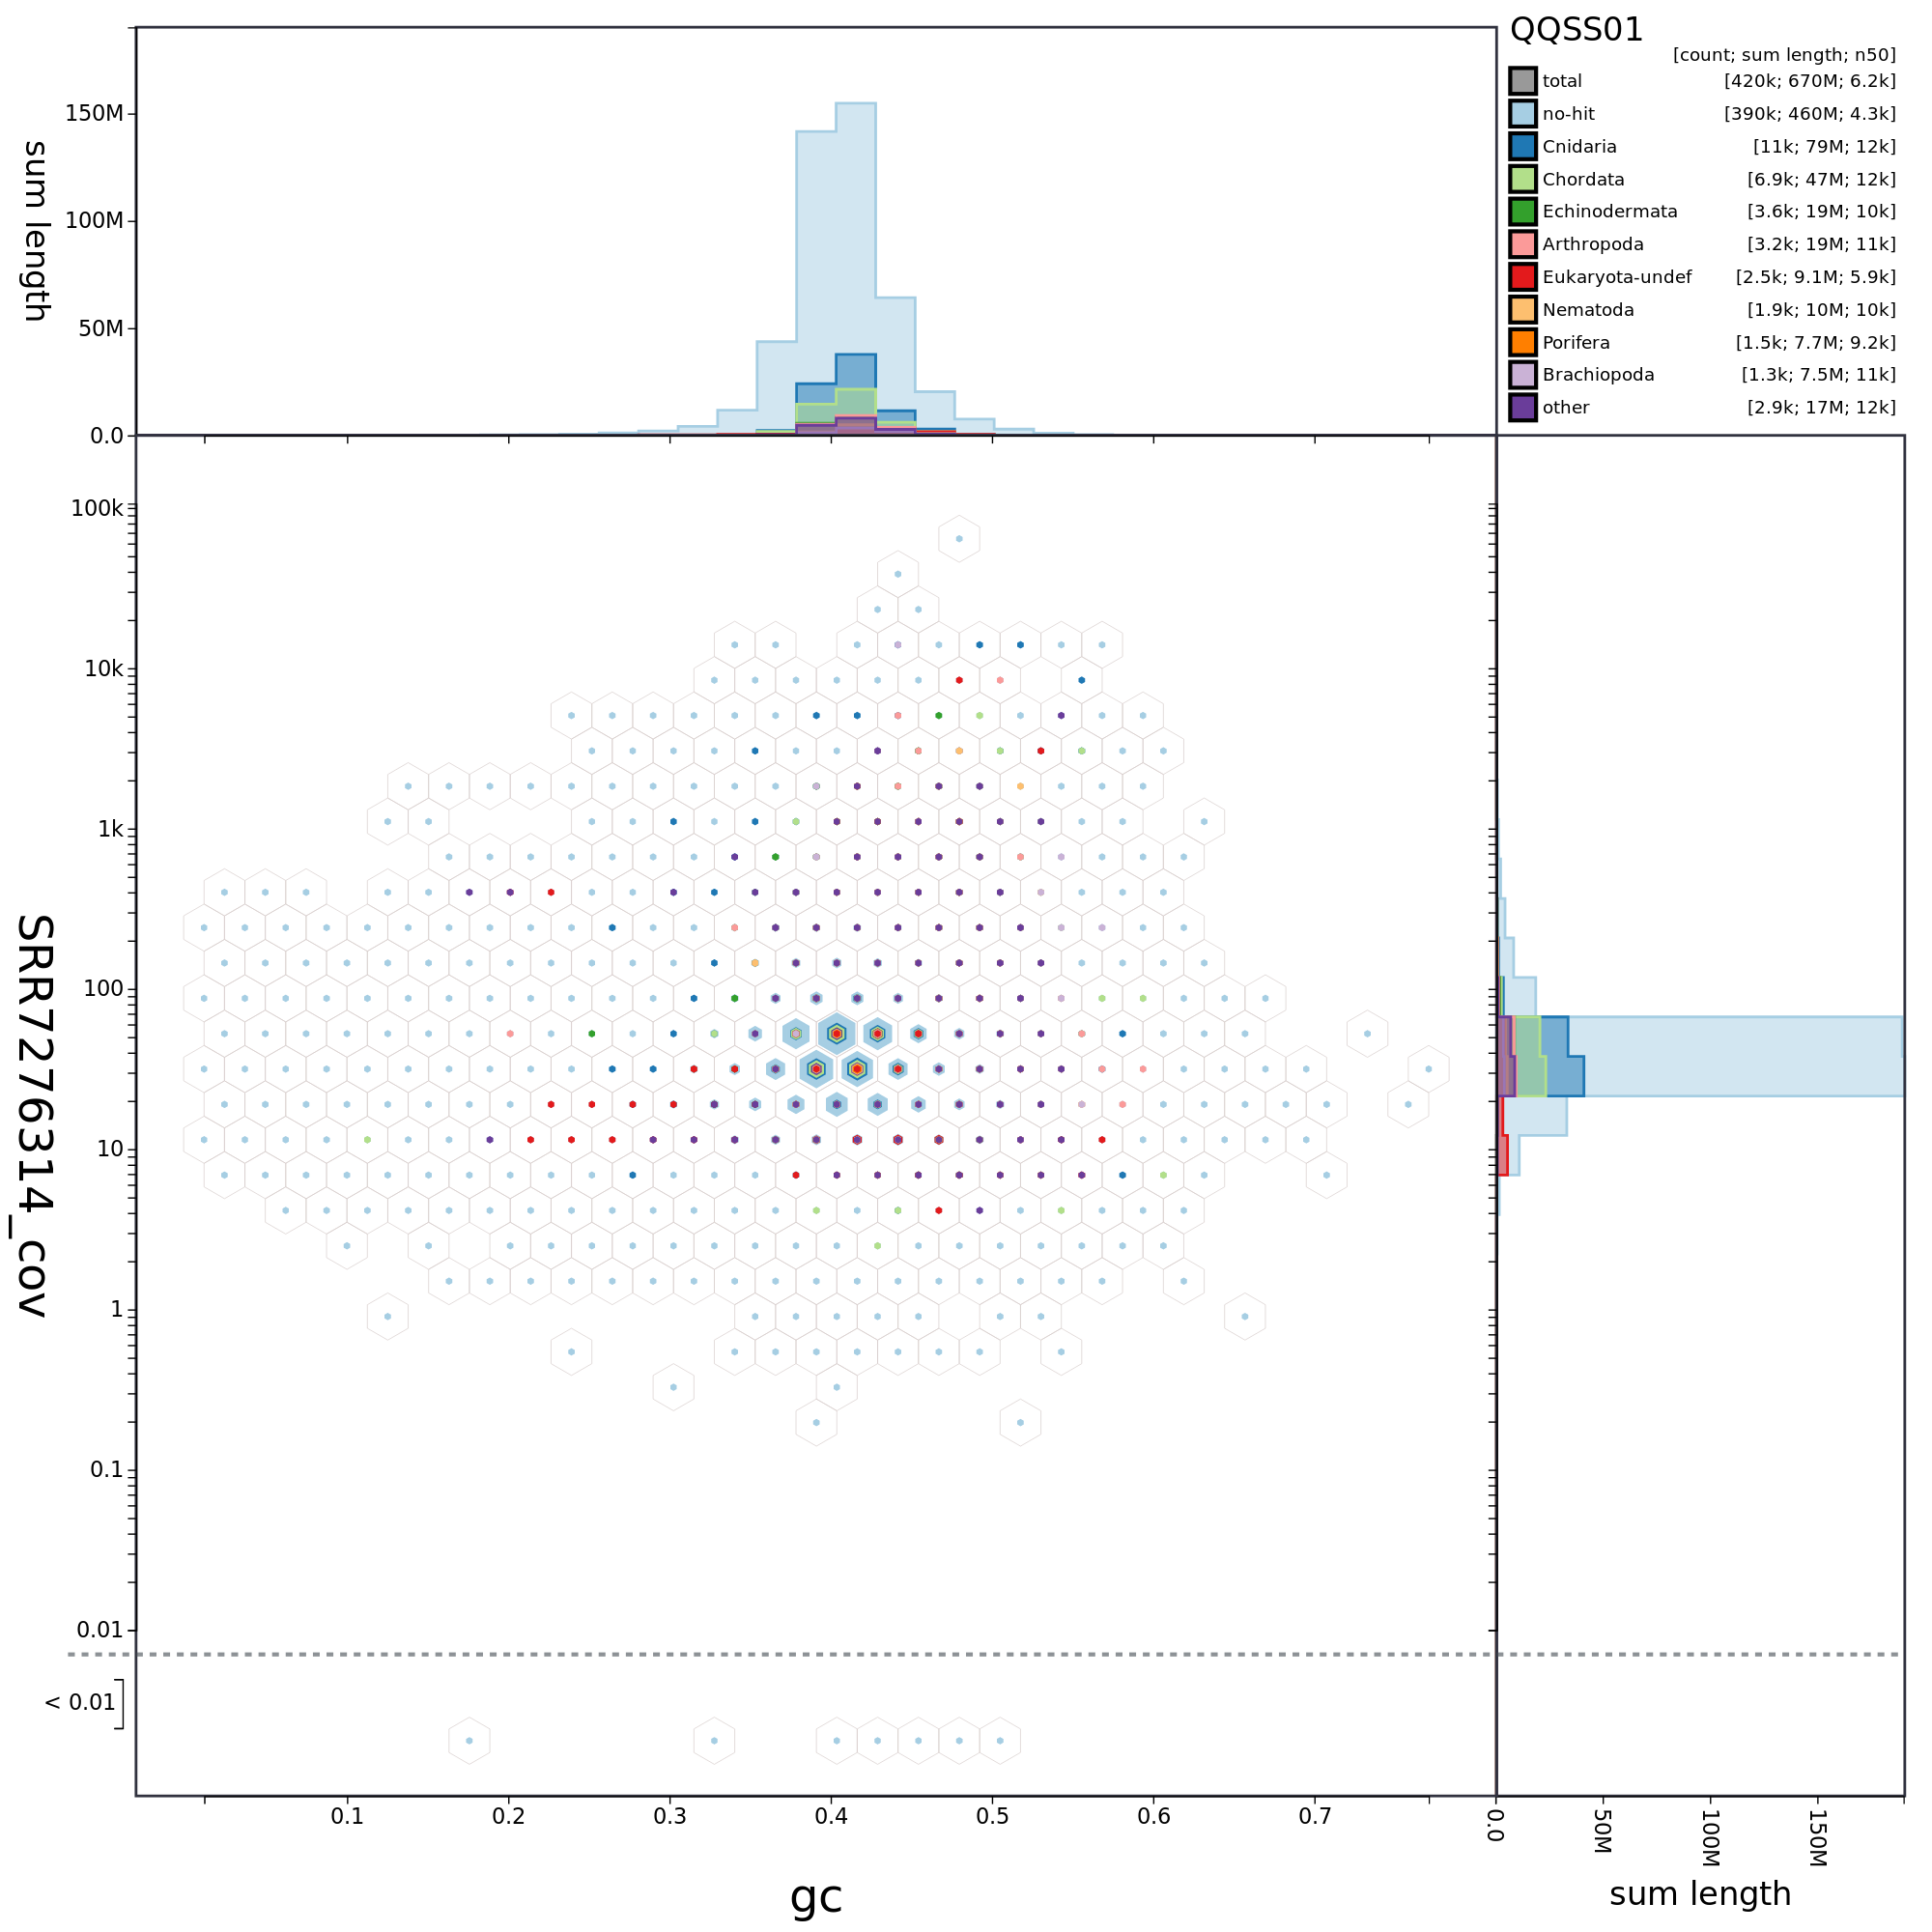 QQSS01
[count; sum length; n50]
total [420k; 670M; 6.2k]
no-hit [390k; 460M; 4.3k]
Cnidaria [11k; 79M; 12k]
Chordata [6.9k; 47M; 12k]
Echinodermata [3.6k; 19M; 10k]
Arthropoda [3.2k; 19M; 11k]
Eukaryota-undef [2.5k; 9.1M; 5.9k]
Nematoda [1.9k; 10M; 10k]
Porifera [1.5k; 7.7M; 9.2k]
Brachiopoda [1.3k; 7.5M; 11k]
other [2.9k; 17M; 12k]
sum length
150M
100M
50M
0.0
SRR7276314_cov
100k
10k
1k
100
10
1
0.1
0.01
< 0.01
0.1 0.2 0.3 0.4 0.5 0.6 0.7
gc
0.0 50M 100M 150M
sum length